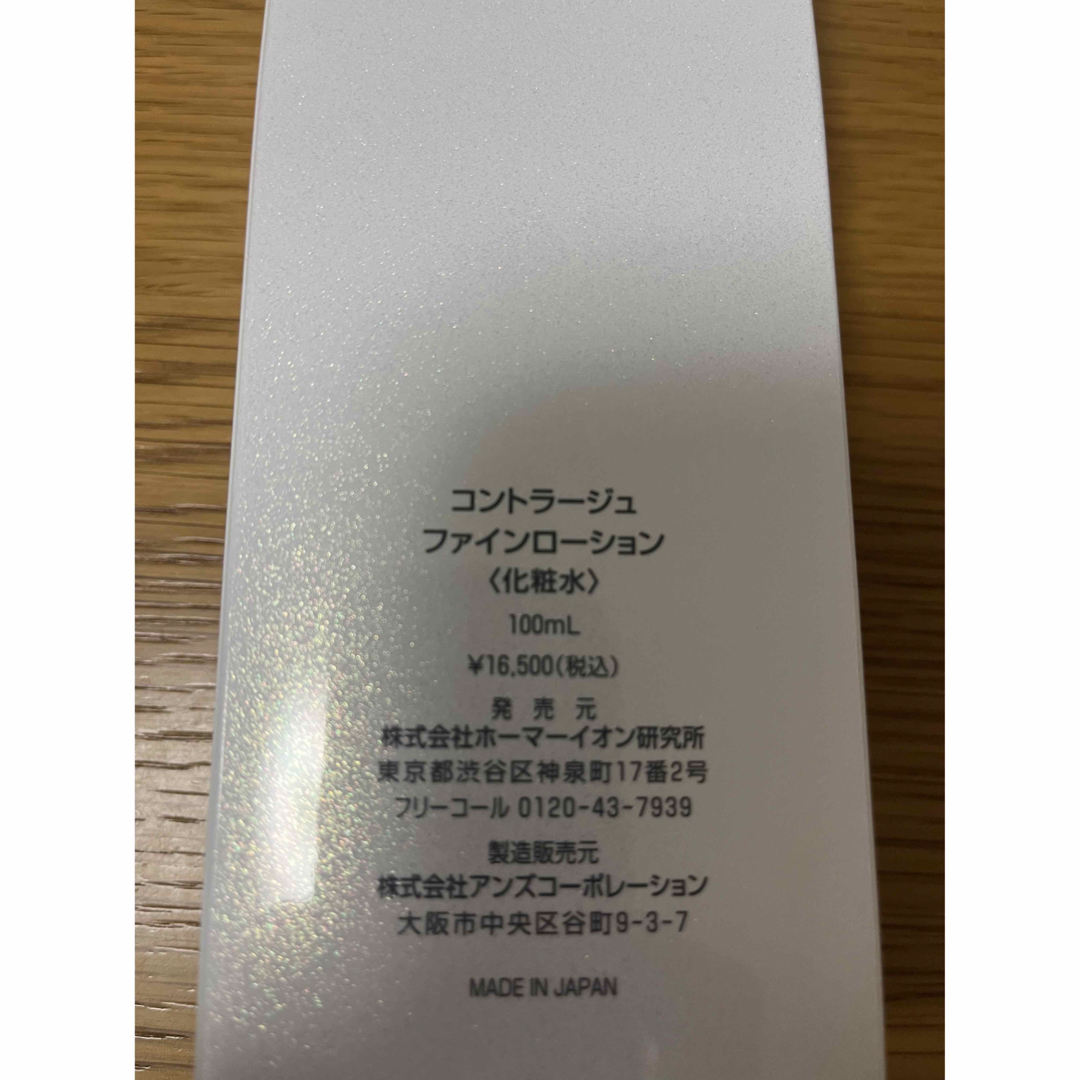 コントラージュ
ファインローション
〈化粧水〉
100mL
¥16,500(税込)
発 売 元
株式会社ホーマーイオン研究所
東京都渋谷区神泉町17番2号
フリーコール 0120-43-7939
製造販売元
株式会社アンズコーポレーション
大阪市中央区谷町9-3-7
MADE IN JAPAN